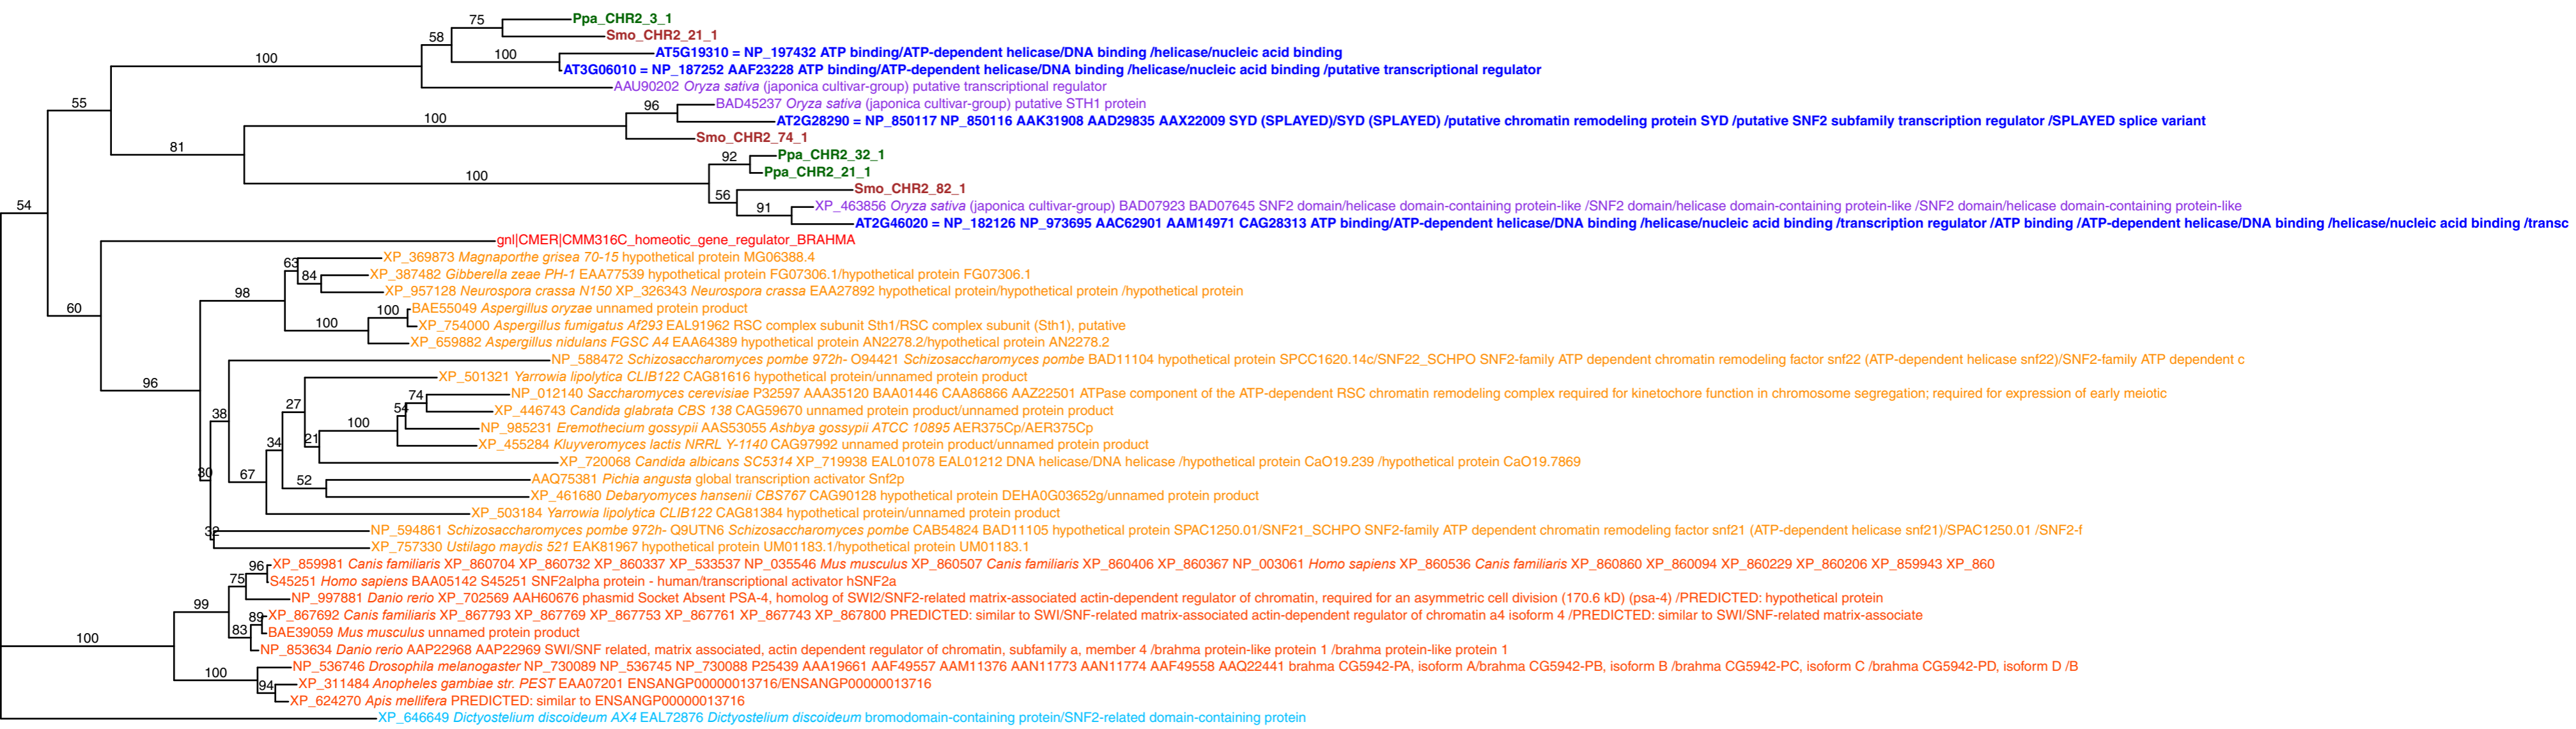 75 Ppa_CHR2_3_1
58 Smo_CHR2_21_1
100 100 AT5G19310 = NP_197432 ATP binding/ATP-dependent helicase/DNA binding /helicase/nucleic acid binding
AT3G06010 = NP_187252 AAF23228 ATP binding/ATP-dependent helicase/DNA binding /helicase/nucleic acid binding /putative transcriptional regulator
AAU90202 Oryza sativa (japonica cultivar-group) putative transcriptional regulator
55 96 BAD45237 Oryza sativa (japonica cultivar-group) putative STH1 protein
100 AT2G28290 = NP_850117 NP_850116 AAK31908 AAD29835 AAX22009 SYD (SPLAYED)/SYD (SPLAYED) /putative chromatin remodeling protein SYD /putative SNF2 subfamily transcription regulator /SPLAYED splice variant
Smo_CHR2_74_1
81 92 Ppa_CHR2_32_1
100 Ppa_CHR2_21_1
56 Smo_CHR2_82_1
54 91 XP_463856 Oryza sativa (japonica cultivar-group) BAD07923 BAD07645 SNF2 domain/helicase domain-containing protein-like /SNF2 domain/helicase domain-containing protein-like /SNF2 domain/helicase domain-containing protein-like
AT2G46020 = NP_182126 NP_973695 AAC62901 AAM14971 CAG28313 ATP binding/ATP-dependent helicase/DNA binding /helicase/nucleic acid binding /transcription regulator /ATP binding /ATP-dependent helicase/DNA binding /helicase/nucleic acid binding /transc
gnl|CMER|CMM316C_homeotic_gene_regulator_BRAHMA
63 XP_369873 Magnaporthe grisea 70-15 hypothetical protein MG06388.4
84 XP_387482 Gibberella zeae PH-1 EAA77539 hypothetical protein FG07306.1/hypothetical protein FG07306.1
98 XP_957128 Neurospora crassa N150 XP_326343 Neurospora crassa EAA27892 hypothetical protein/hypothetical protein /hypothetical protein
60 100 BAE55049 Aspergillus oryzae unnamed protein product
100 XP_754000 Aspergillus fumigatus Af293 EAL91962 RSC complex subunit Sth1/RSC complex subunit (Sth1), putative
XP_659882 Aspergillus nidulans FGSC A4 EAA64389 hypothetical protein AN2278.2/hypothetical protein AN2278.2
NP_588472 Schizosaccharomyces pombe 972h- O94421 Schizosaccharomyces pombe BAD11104 hypothetical protein SPCC1620.14c/SNF22_SCHPO SNF2-family ATP dependent chromatin remodeling factor snf22 (ATP-dependent helicase snf22)/SNF2-family ATP dependent c
96 XP_501321 Yarrowia lipolytica CLIB122 CAG81616 hypothetical protein/unnamed protein product
74 NP_012140 Saccharomyces cerevisiae P32597 AAA35120 BAA01446 CAA86866 AAZ22501 ATPase component of the ATP-dependent RSC chromatin remodeling complex required for kinetochore function in chromosome segregation; required for expression of early meiotic
38 27 54 XP_446743 Candida glabrata CBS 138 CAG59670 unnamed protein product/unnamed protein product
100 NP_985231 Eremothecium gossypii AAS53055 Ashbya gossypii ATCC 10895 AER375Cp/AER375Cp
34 21 XP_455284 Kluyveromyces lactis NRRL Y-1140 CAG97992 unnamed protein product/unnamed protein product
XP_720068 Candida albicans SC5314 XP_719938 EAL01078 EAL01212 DNA helicase/DNA helicase /hypothetical protein CaO19.239 /hypothetical protein CaO19.7869
30 67 52 AAQ75381 Pichia angusta global transcription activator Snf2p
XP_461680 Debaryomyces hansenii CBS767 CAG90128 hypothetical protein DEHA0G03652g/unnamed protein product
XP_503184 Yarrowia lipolytica CLIB122 CAG81384 hypothetical protein/unnamed protein product
32 NP_594861 Schizosaccharomyces pombe 972h- Q9UTN6 Schizosaccharomyces pombe CAB54824 BAD11105 hypothetical protein SPAC1250.01/SNF21_SCHPO SNF2-family ATP dependent chromatin remodeling factor snf21 (ATP-dependent helicase snf21)/SPAC1250.01 /SNF2-f
XP_757330 Ustilago maydis 521 EAK81967 hypothetical protein UM01183.1/hypothetical protein UM01183.1
96 XP_859981 Canis familiaris XP_860704 XP_860732 XP_860337 XP_533537 NP_035546 Mus musculus XP_860507 Canis familiaris XP_860406 XP_860367 NP_003061 Homo sapiens XP_860536 Canis familiaris XP_860860 XP_860094 XP_860229 XP_860206 XP_859943 XP_860
75 S45251 Homo sapiens BAA05142 S45251 SNF2alpha protein - human/transcriptional activator hSNF2a
99 NP_997881 Danio rerio XP_702569 AAH60676 phasmid Socket Absent PSA-4, homolog of SWI2/SNF2-related matrix-associated actin-dependent regulator of chromatin, required for an asymmetric cell division (170.6 kD) (psa-4) /PREDICTED: hypothetical protein
89 XP_867692 Canis familiaris XP_867793 XP_867769 XP_867753 XP_867761 XP_867743 XP_867800 PREDICTED: similar to SWI/SNF-related matrix-associated actin-dependent regulator of chromatin a4 isoform 4 /PREDICTED: similar to SWI/SNF-related matrix-associate
83 BAE39059 Mus musculus unnamed protein product
100 NP_853634 Danio rerio AAP22968 AAP22969 SWI/SNF related, matrix associated, actin dependent regulator of chromatin, subfamily a, member 4 /brahma protein-like protein 1 /brahma protein-like protein 1
100 NP_536746 Drosophila melanogaster NP_730089 NP_536745 NP_730088 P25439 AAA19661 AAF49557 AAM11376 AAN11773 AAN11774 AAF49558 AAQ22441 brahma CG5942-PA, isoform A/brahma CG5942-PB, isoform B /brahma CG5942-PC, isoform C /brahma CG5942-PD, isoform D /B
94 XP_311484 Anopheles gambiae str. PEST EAA07201 ENSANGP00000013716/ENSANGP00000013716
XP_624270 Apis mellifera PREDICTED: similar to ENSANGP00000013716
XP_646649 Dictyostelium discoideum AX4 EAL72876 Dictyostelium discoideum bromodomain-containing protein/SNF2-related domain-containing protein